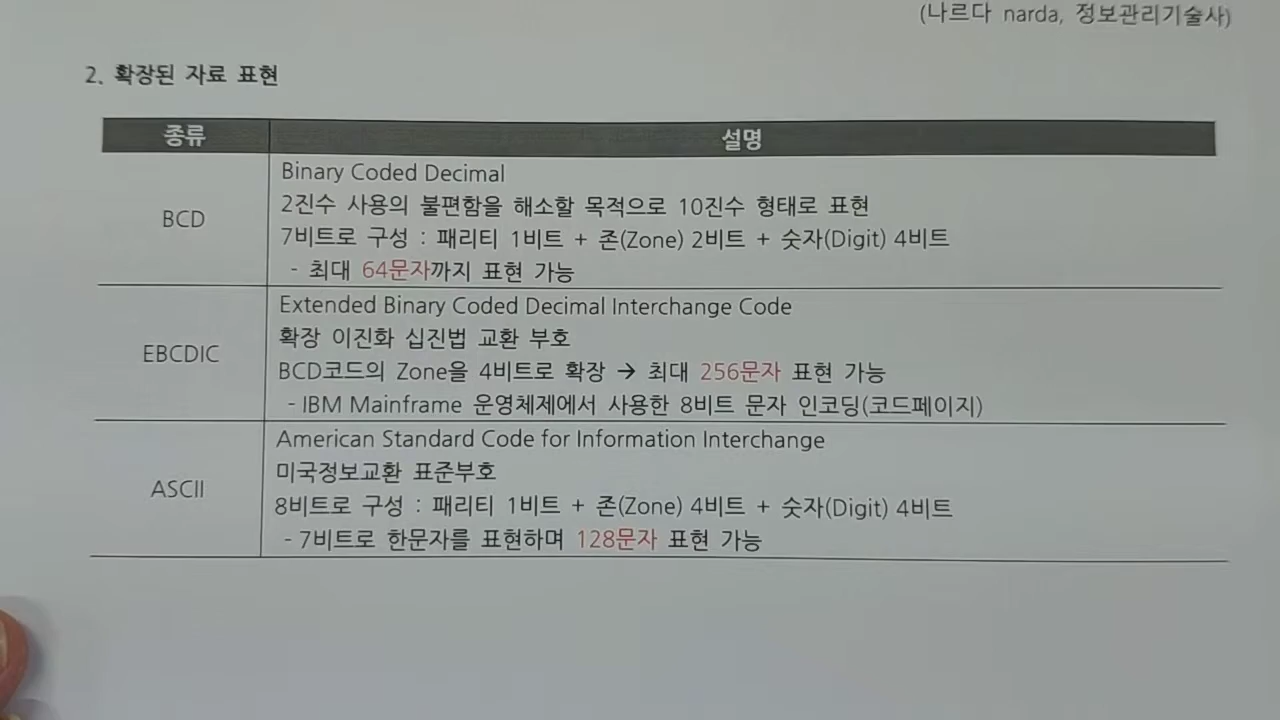 (나르다 narda, 정보관리기술사)
2. 확장된 자료 표현
종류 설명
BCD
Binary Coded Decimal
2진수 사용의 불편함을 해소할 목적으로 10진수 형태로 표현
7비트로 구성 : 패리티 1비트 + 존(Zone) 2비트 + 숫자(Digit) 4비트
- 최대 64문자까지 표현 가능
EBCDIC
Extended Binary Coded Decimal Interchange Code
확장 이진화 십진법 교환 부호
BCD코드의 Zone을 4비트로 확장 → 최대 256문자 표현 가능
- IBM Mainframe 운영체제에서 사용한 8비트 문자 인코딩(코드페이지)
ASCII
American Standard Code for Information Interchange
미국정보교환 표준부호
8비트로 구성 : 패리티 1비트 + 존(Zone) 4비트 + 숫자(Digit) 4비트
- 7비트로 한문자를 표현하며 128문자 표현 가능